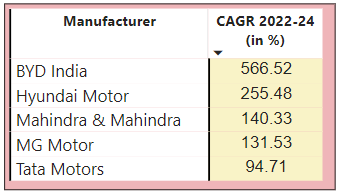 Manufacturer CAGR 2022-24
(in %)
BYD India 566.52
Hyundai Motor 255.48
Mahindra & Mahindra 140.33
MG Motor 131.53
Tata Motors 94.71